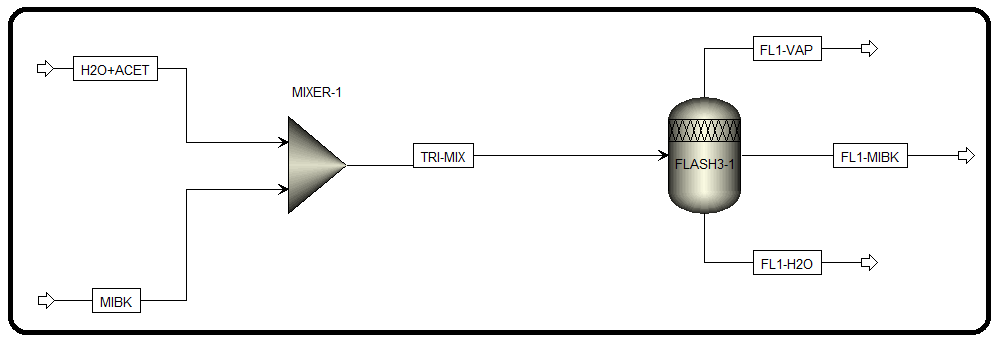 H2O+ACET
MIXER-1
MIBK
TRI-MIX
FLASH3-1
FL1-VAP
FL1-MIBK
FL1-H2O